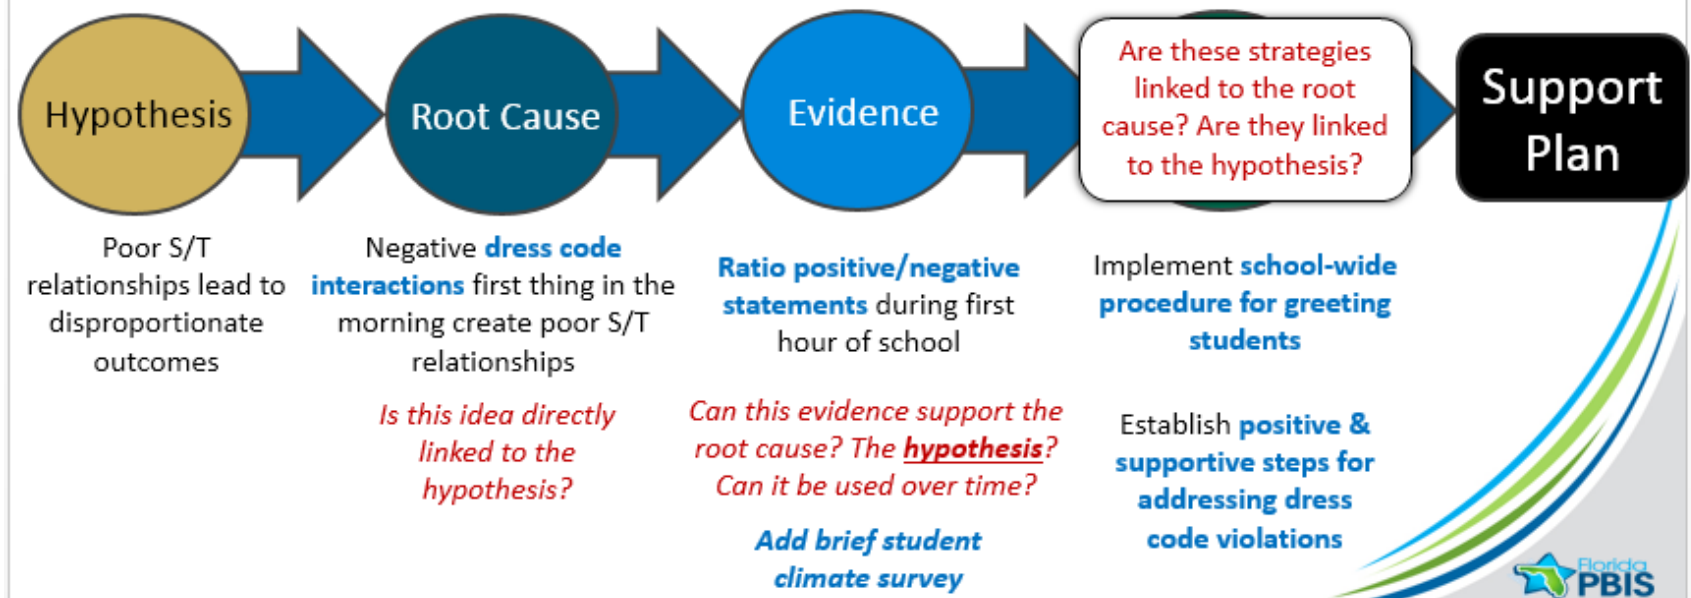 Hypothesis
Root Cause
Evidence
Are these strategies
linked to the root
cause? Are they linked
to the hypothesis?
Support
Plan
Poor S/T
relationships lead to
disproportionate
outcomes
Negative dress code
interactions first thing in the
morning create poor S/T
relationships
Is this idea directly
linked to the
hypothesis?
Ratio positive/negative
statements during first
hour of school
Can this evidence support the
root cause? The hypothesis?
Can it be used over time?
Add brief student
climate survey
Implement school-wide
procedure for greeting
students
Establish positive &
supportive steps for
addressing dress
code violations
Florida
PBIS